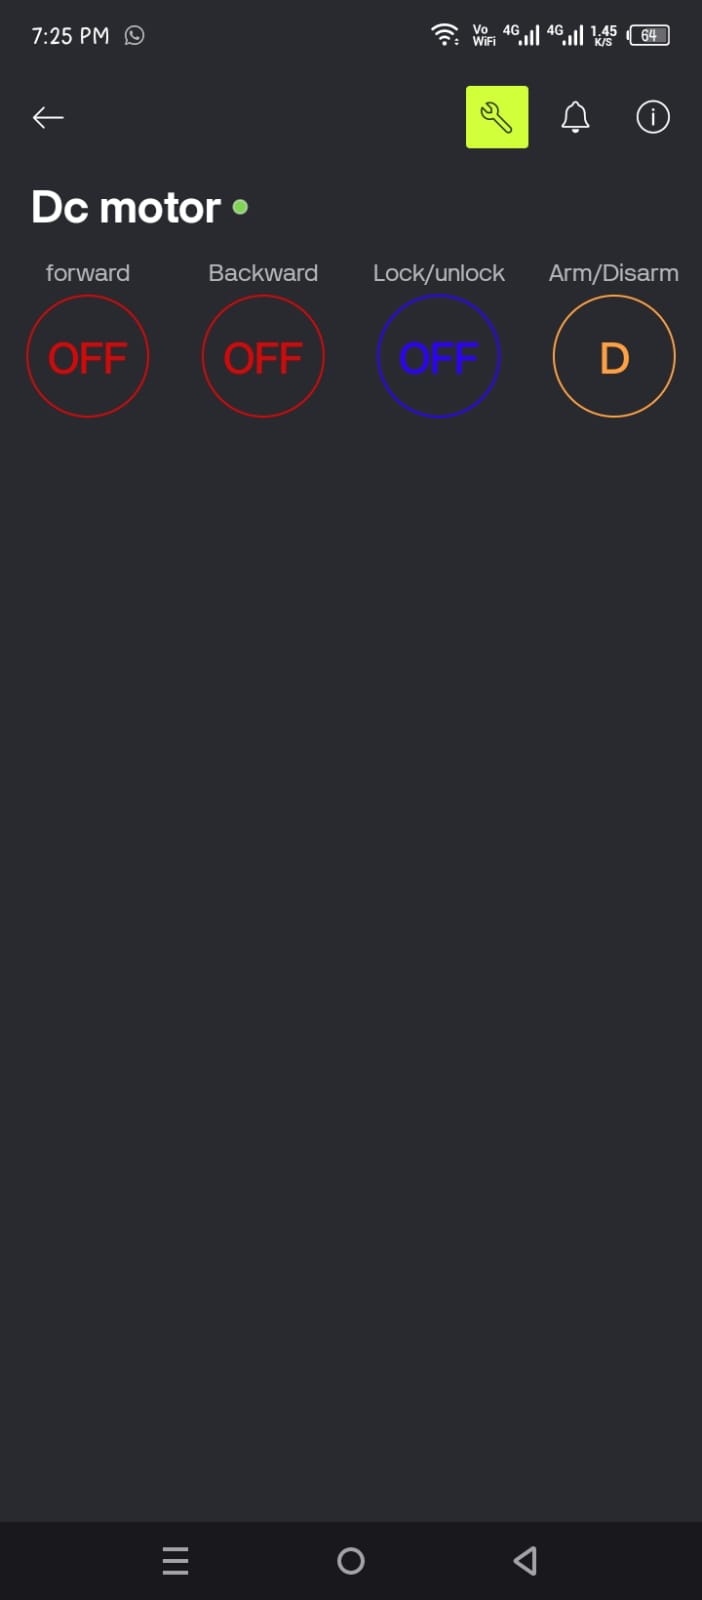 7:25 PM Vo WiFi 4G 4G 1.45 K/S 64
Dc motor
forward Backward Lock/unlock Arm/Disarm
OFF OFF OFF D